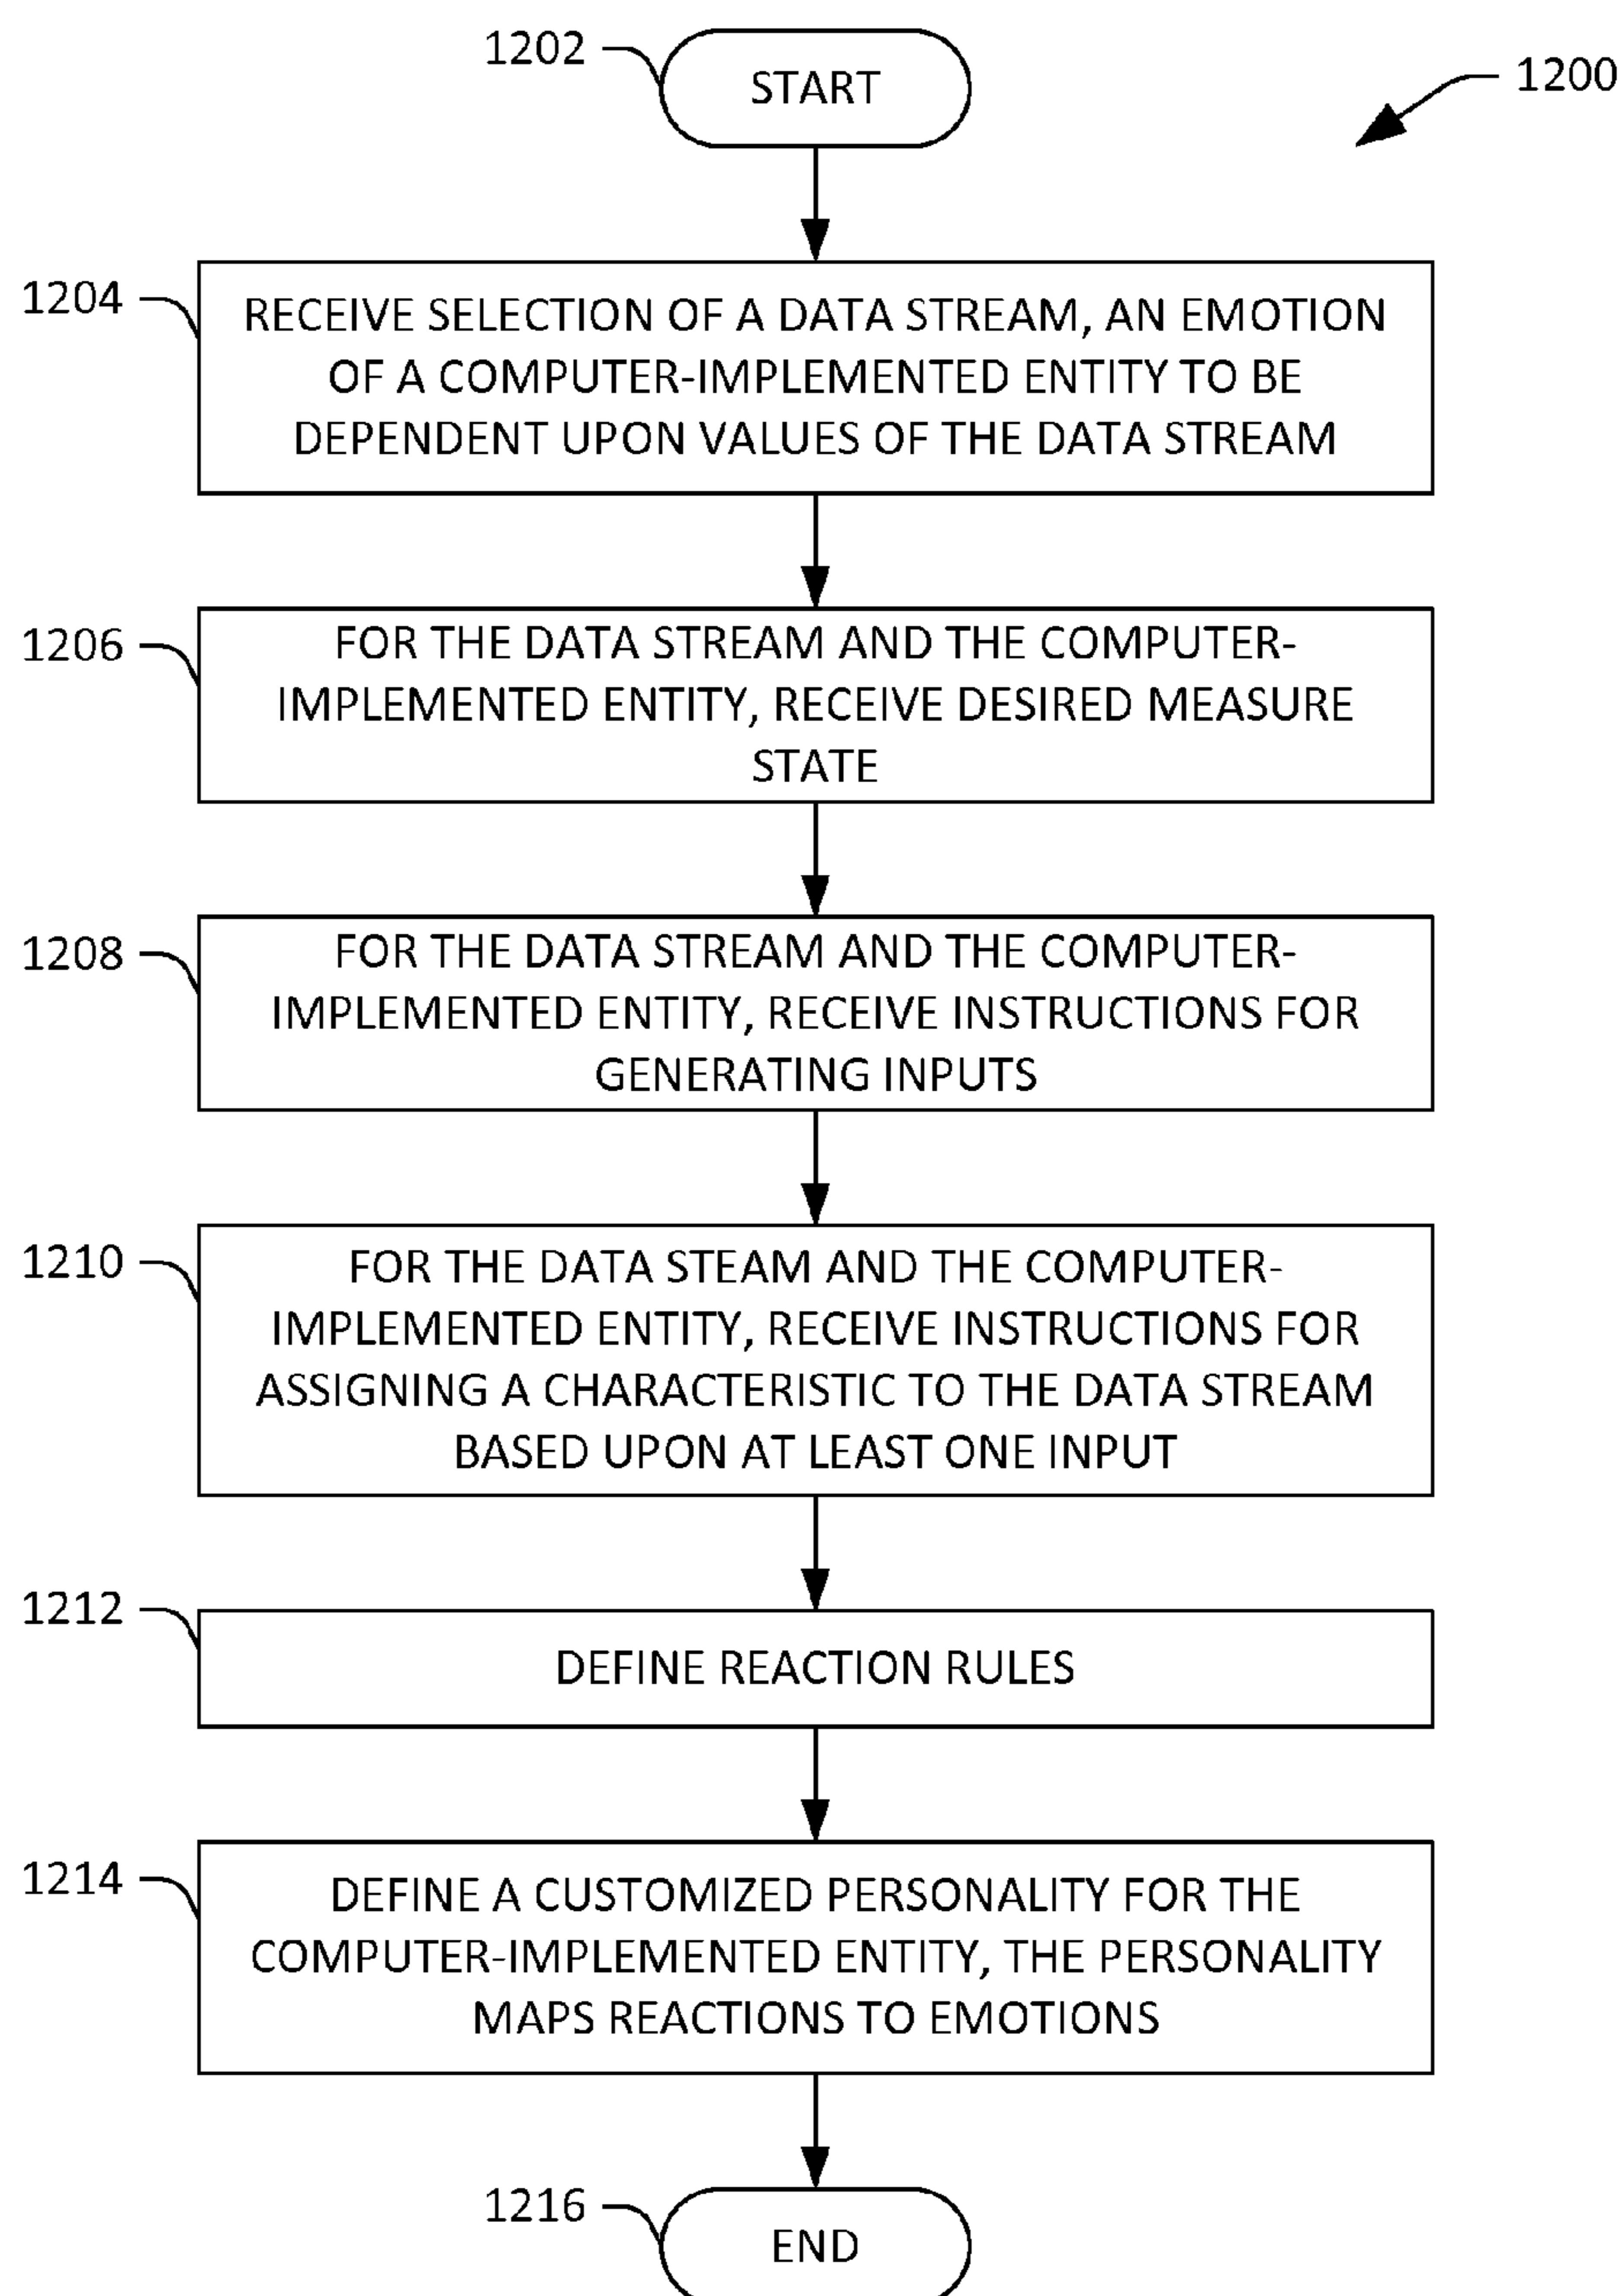 1202
START
1200
1204
RECEIVE SELECTION OF A DATA STREAM, AN EMOTION
OF A COMPUTER-IMPLEMENTED ENTITY TO BE
DEPENDENT UPON VALUES OF THE DATA STREAM
1206
FOR THE DATA STREAM AND THE COMPUTER-
IMPLEMENTED ENTITY, RECEIVE DESIRED MEASURE
STATE
1208
FOR THE DATA STREAM AND THE COMPUTER-
IMPLEMENTED ENTITY, RECEIVE INSTRUCTIONS FOR
GENERATING INPUTS
1210
FOR THE DATA STEAM AND THE COMPUTER-
IMPLEMENTED ENTITY, RECEIVE INSTRUCTIONS FOR
ASSIGNING A CHARACTERISTIC TO THE DATA STREAM
BASED UPON AT LEAST ONE INPUT
1212
DEFINE REACTION RULES
1214
DEFINE A CUSTOMIZED PERSONALITY FOR THE
COMPUTER-IMPLEMENTED ENTITY, THE PERSONALITY
MAPS REACTIONS TO EMOTIONS
1216
END